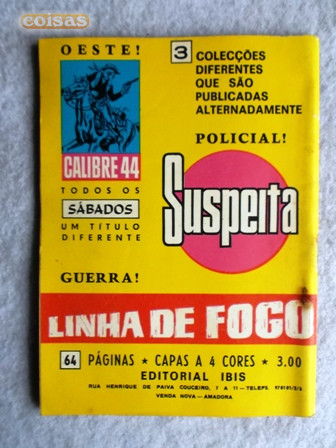 coisas
OESTE!
3 COLECÇÕES
DIFERENTES
QUE SÃO
PUBLICADAS
ALTERNADAMENTE
CALIBRE 44
TODOS OS
SÁBADOS
UM TÍTULO
DIFERENTE
POLICIAL!
Suspeita
GUERRA!
LINHA DE FOGO
64 PÁGINAS ★ CAPAS A 4 CORES ★ 3.00
EDITORIAL IBIS
RUA HENRIQUE DE PAIVA COUCEIRO, 7 A 11—TELEFS.
VENDA NOVA—AMADORA